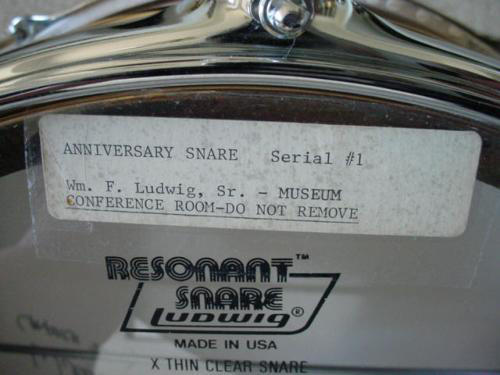 ANNIVERSARY SNARE Serial #1
Wm. F. Ludwig, Sr. - MUSEUM
CONFERENCE ROOM-DO NOT REMOVE
RESONANT™
SNARE
Ludwig®
MADE IN USA
X THIN CLEAR SNARE